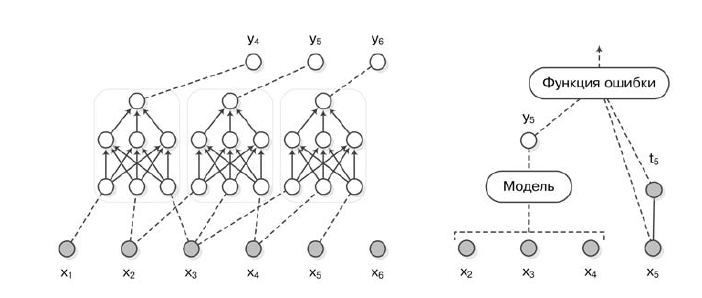 y₄ y₅ y₆
x₁ x₂ x₃ x₄ x₅ x₆
Функция ошибки
y₅
t₅
Модель
x₂ x₃ x₄ x₅